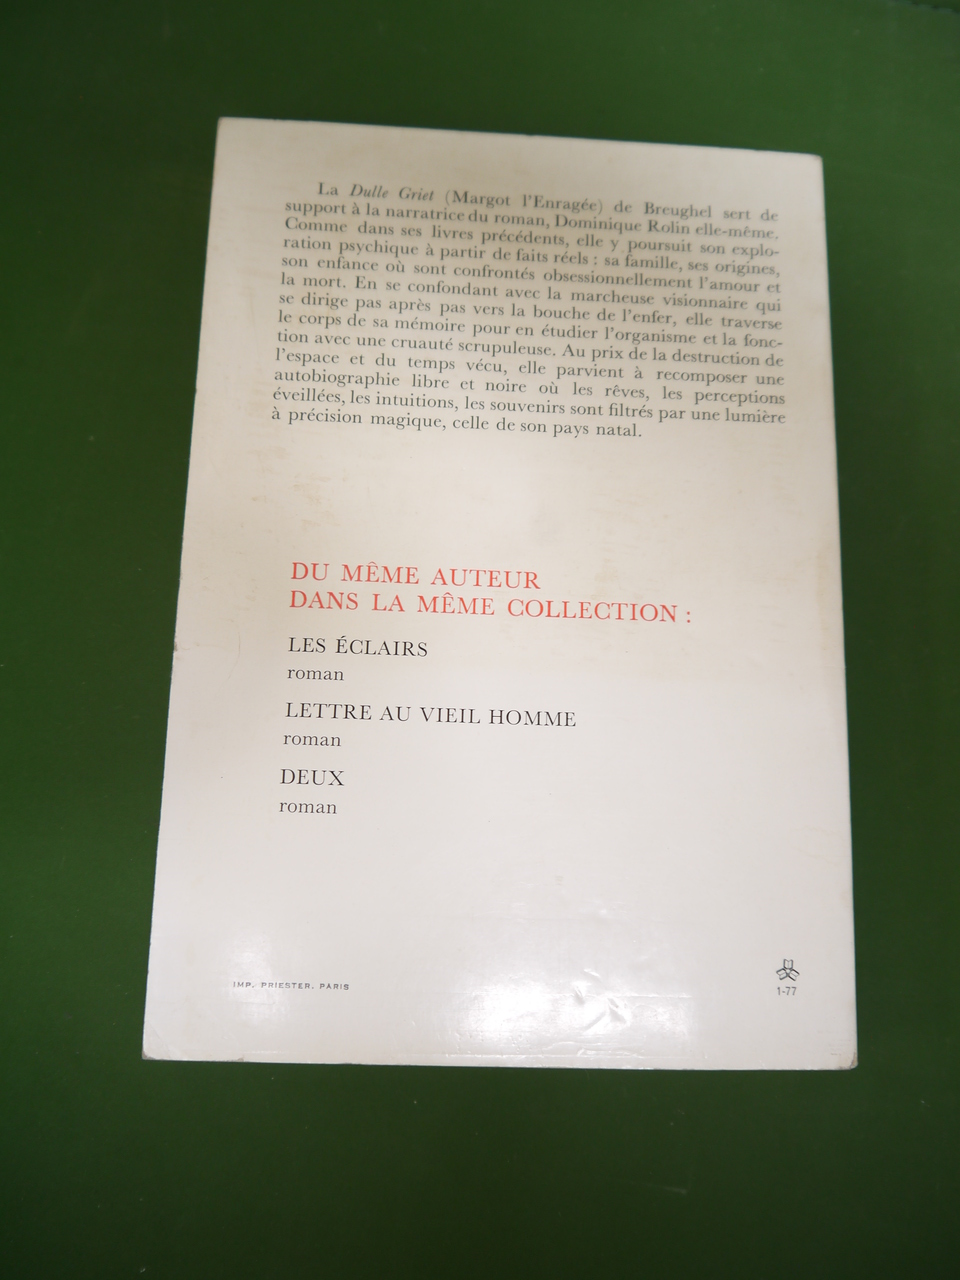 La Dulle Griet (Margot l'Enragée) de Breughel sert de
support à la narratrice du roman, Dominique Rolin elle-même.
Comme dans ses livres précédents, elle y poursuit son explo-
ration psychique à partir de faits réels : sa famille, ses origines,
son enfance où sont confrontés obsessionnellement l'amour et
la mort. En se confondant avec la marcheuse visionnaire qui
se dirige pas après pas vers la bouche de l'enfer, elle traverse
le corps de sa mémoire pour en étudier l'organisme et la fonc-
tion avec une cruauté scrupuleuse. Au prix de la destruction de
l'espace et du temps vécu, elle parvient à recomposer une
autobiographie libre et noire où les rêves, les perceptions
éveillées, les intuitions, les souvenirs sont filtrés par une lumière
à précision magique, celle de son pays natal.
DU MÊME AUTEUR
DANS LA MÊME COLLECTION :
LES ÉCLAIRS
roman
LETTRE AU VIEIL HOMME
roman
DEUX
roman
IMP. PRIESTER, PARIS
1-77